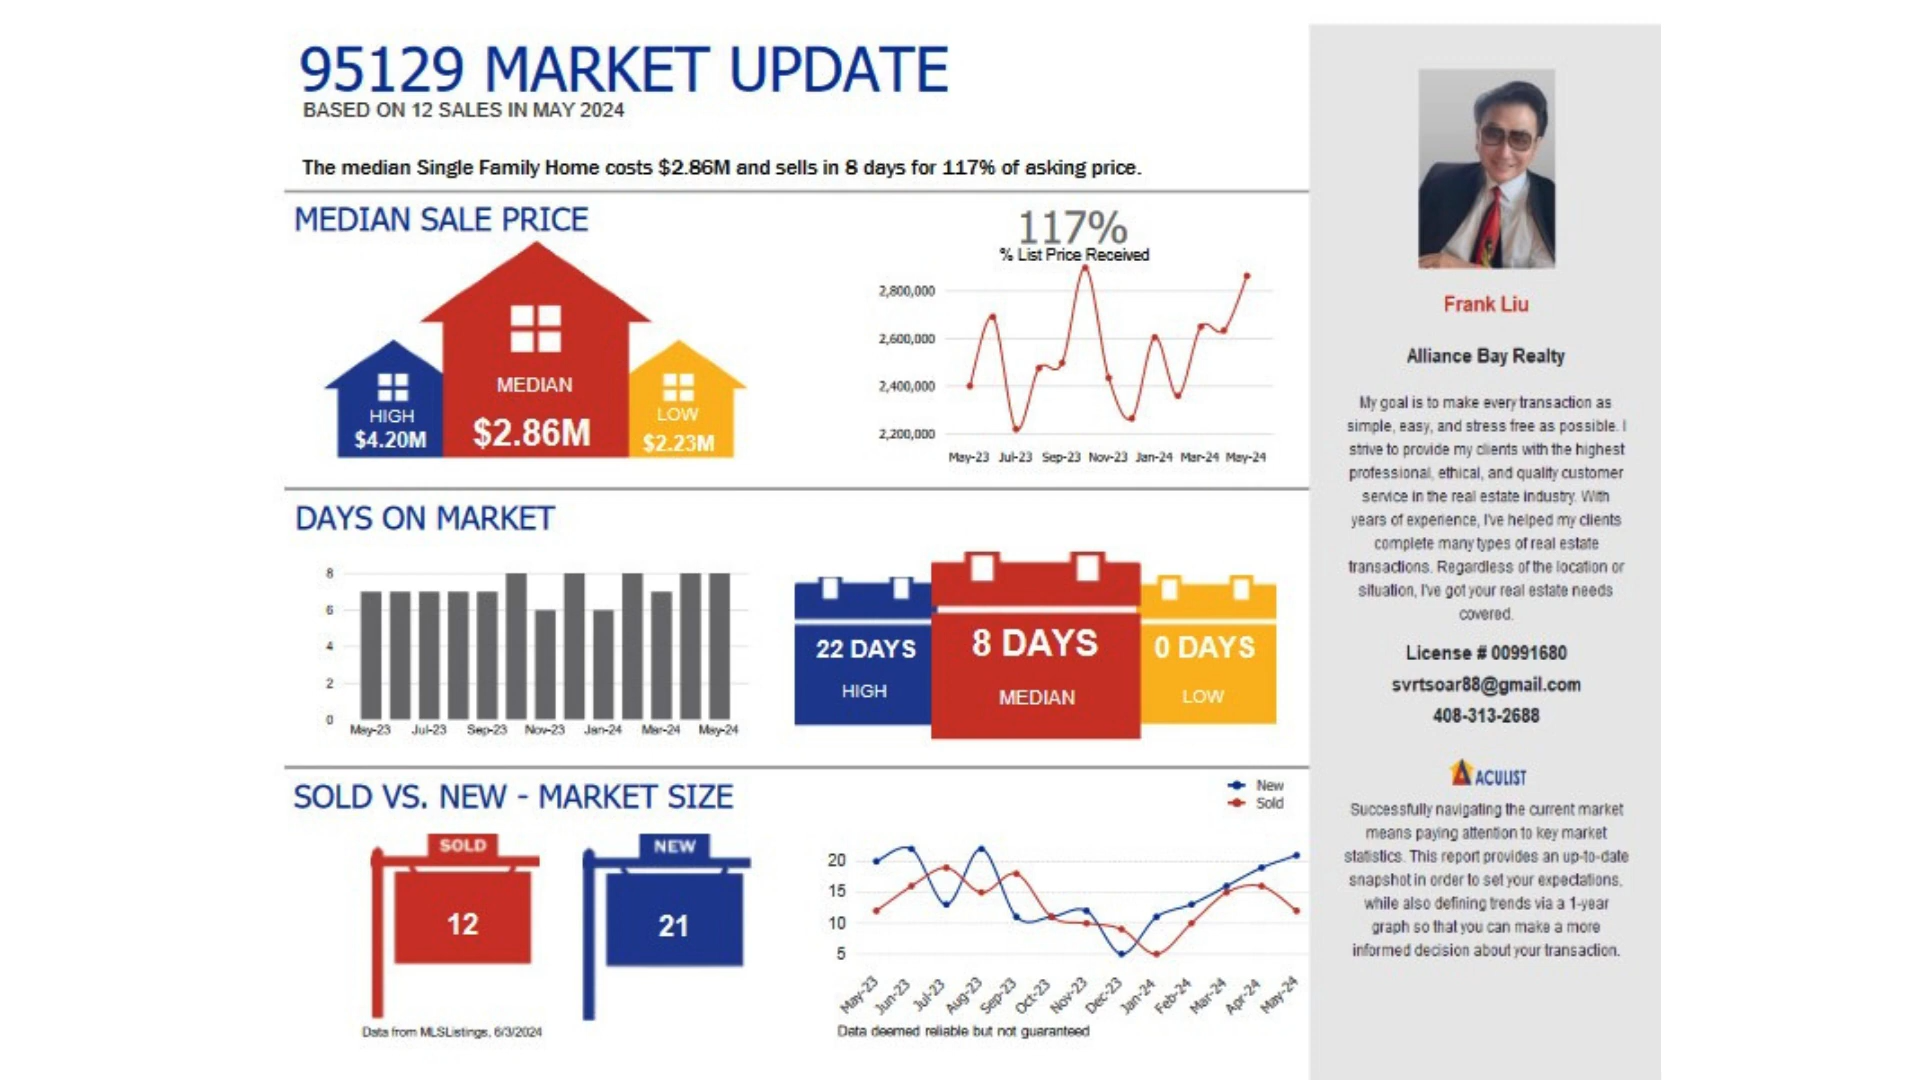 95129 MARKET UPDATE
BASED ON 12 SALES IN MAY 2024
The median Single Family Home costs $2.86M and sells in 8 days for 117% of asking price.
MEDIAN SALE PRICE
MEDIAN
$2.86M
HIGH
$4.20M
LOW
$2.23M
117%
% List Price Received
2,800,000
2,600,000
2,400,000
2,200,000
May-23 Jul-23 Sep-23 Nov-23 Jan-24 Mar-24 May-24
DAYS ON MARKET
8
6
4
2
0
May-23 Jul-23 Sep-23 Nov-23 Jan-24 Mar-24 May-24
22 DAYS
HIGH
8 DAYS
MEDIAN
0 DAYS
LOW
SOLD VS. NEW - MARKET SIZE
SOLD
12
NEW
21
Data from MLSListings, 6/3/2024
New
Sold
20
15
10
5
May-23 Jun-23 Jul-23 Aug-23 Sep-23 Oct-23 Nov-23 Dec-23 Jan-24 Feb-24 Mar-24 Apr-24 May-24
Data deemed reliable but not guaranteed
Frank Liu
Alliance Bay Realty
My goal is to make every transaction as
simple, easy, and stress free as possible. I
strive to provide my clients with the highest
professional, ethical, and quality customer
service in the real estate industry. With
years of experience, I've helped my clients
complete many types of real estate
transactions. Regardless of the location or
situation, I've got your real estate needs
covered.
License # 00991680
svrtsoar88@gmail.com
408-313-2688
ACULIST
Successfully navigating the current market
means paying attention to key market
statistics. This report provides an up-to-date
snapshot in order to set your expectations,
while also defining trends via a 1-year
graph so that you can make a more
informed decision about your transaction.